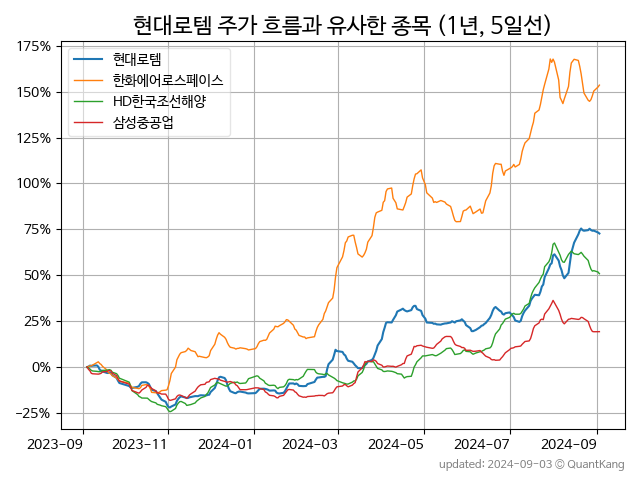 현대로템 주가 흐름과 유사한 종목 (1년, 5일선)
175%
150%
125%
100%
75%
50%
25%
0%
−25%
현대로템
한화에어로스페이스
HD한국조선해양
삼성중공업
2023-09 2023-11 2024-01 2024-03 2024-05 2024-07 2024-09
updated: 2024-09-03 © QuantKang